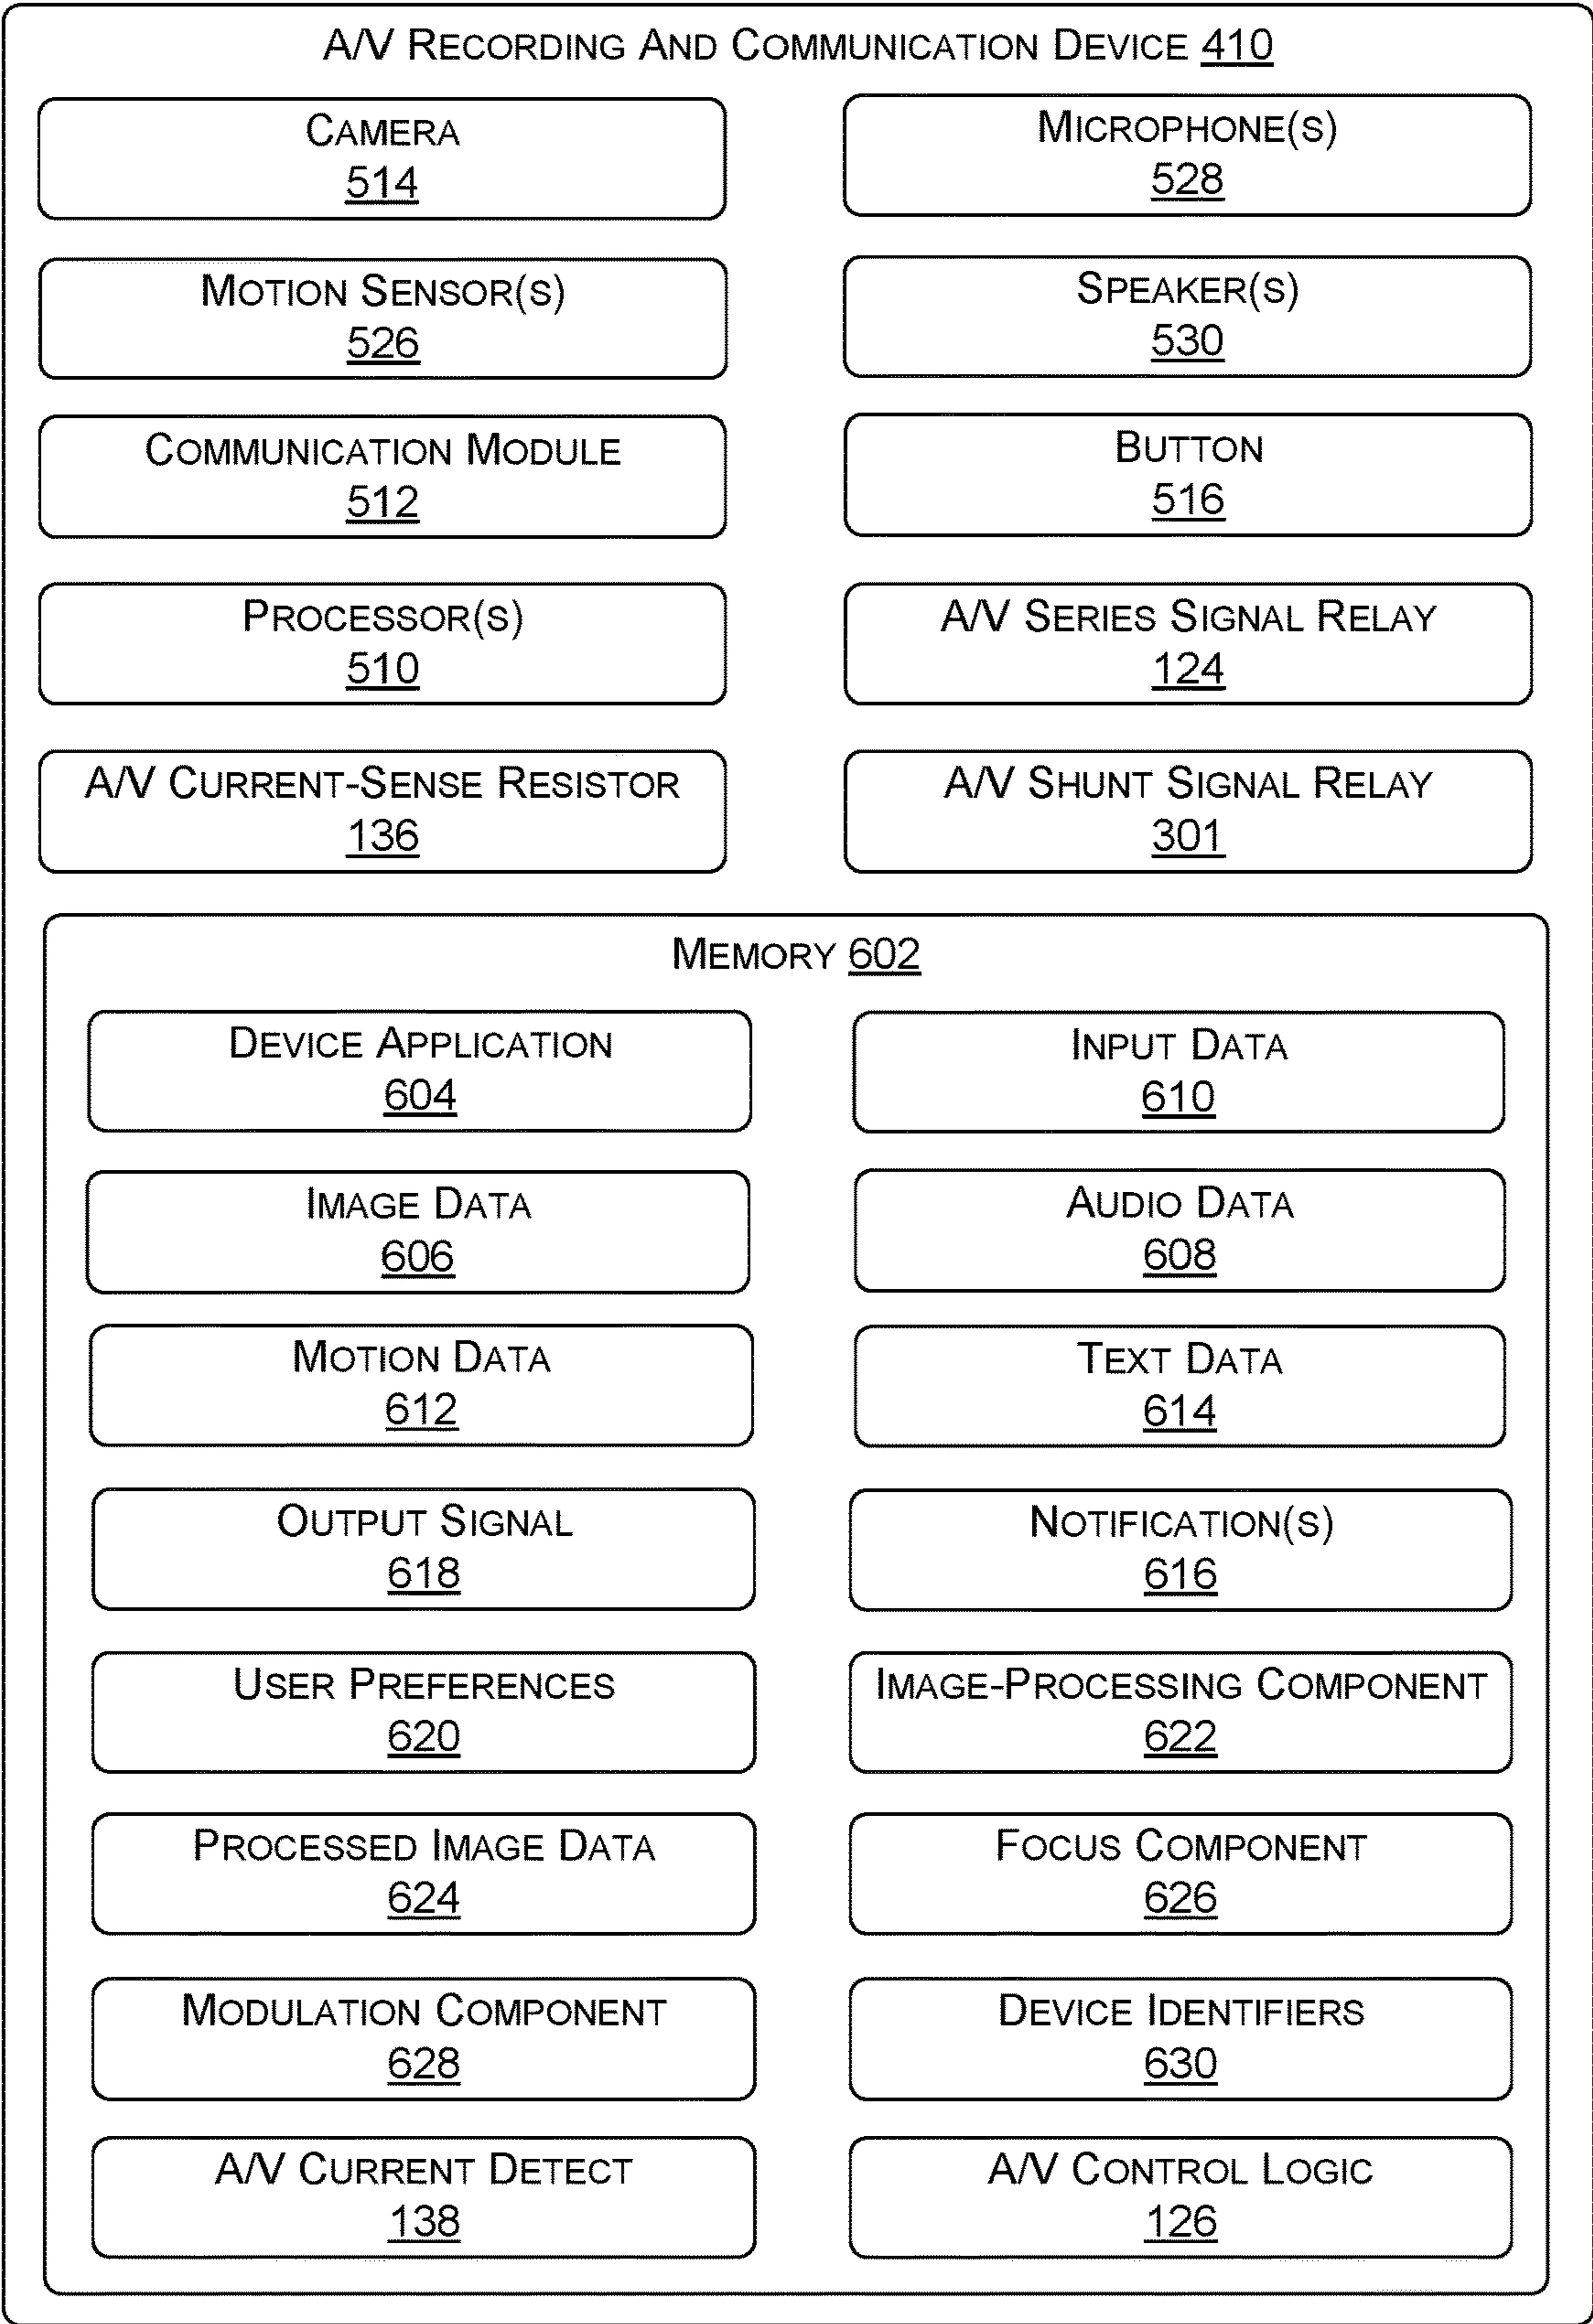 A/V RECORDING AND COMMUNICATION DEVICE 410
CAMERA
514
MICROPHONE(S)
528
MOTION SENSOR(S)
526
SPEAKER(S)
530
COMMUNICATION MODULE
512
BUTTON
516
PROCESSOR(S)
510
A/V SERIES SIGNAL RELAY
124
A/V CURRENT-SENSE RESISTOR
136
A/V SHUNT SIGNAL RELAY
301
MEMORY 602
DEVICE APPLICATION
604
INPUT DATA
610
IMAGE DATA
606
AUDIO DATA
608
MOTION DATA
612
TEXT DATA
614
OUTPUT SIGNAL
618
NOTIFICATION(S)
616
USER PREFERENCES
620
IMAGE-PROCESSING COMPONENT
622
PROCESSED IMAGE DATA
624
FOCUS COMPONENT
626
MODULATION COMPONENT
628
DEVICE IDENTIFIERS
630
A/V CURRENT DETECT
138
A/V CONTROL LOGIC
126